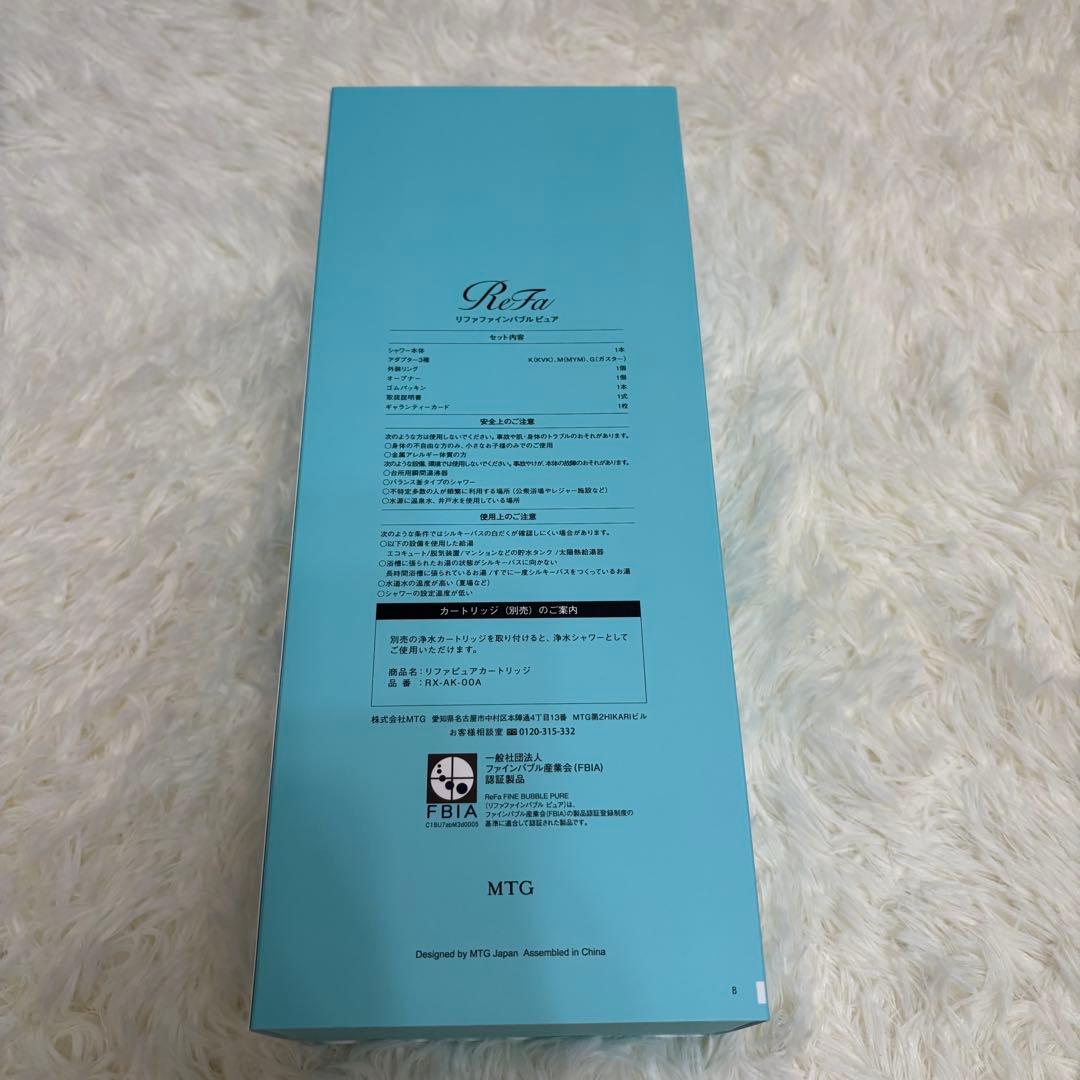 ReFa
リファファインバブル ピュア
セット内容
シャワー本体 1本
アダプター3種 K(KVK)、M(MYM)、G(ガスター)
外装リング 1個
オープナー 1個
ゴムパッキン 1本
取扱説明書 1式
ギャランティーカード 1枚
安全上のご注意
次のような方は使用しないでください。事故や肌・身体のトラブルのおそれがあります。
○身体の不自由な方のみ、小さなお子様のみでのご使用
○金属アレルギー体質の方
次のような設備、環境では使用しないでください。事故やけが、本体の故障のおそれがあります。
○台所用瞬間湯沸器
○バランス釜タイプのシャワー
○不特定多数の人が頻繁に利用する場所（公衆浴場やレジャー施設など）
○水源に温泉水、井戸水を使用している場所
使用上のご注意
次のような条件ではシルキーバスの白だくが確認しにくい場合があります。
○以下の設備を使用した給湯
エコキュート/脱気装置/マンションなどの貯水タンク/太陽熱給湯器
○浴槽に張られたお湯の状態がシルキーバスに向かない
長時間浴槽に張られているお湯/すでに一度シルキーバスをつくっているお湯
○水道水の温度が高い（夏場など）
○シャワーの設定温度が低い
カートリッジ（別売）のご案内
別売の浄水カートリッジを取り付けると、浄水シャワーとして
ご使用いただけます。
商品名：リファピュアカートリッジ
品番：RX-AK-00A
株式会社MTG 愛知県名古屋市中村区本陣通4丁目13番 MTG第2HIKARIビル
お客様相談室 0120-315-332
一般社団法人
ファインバブル産業会(FBIA)
認証製品
FBIA
C18U7abM3d0005
ReFa FINE BUBBLE PURE
(リファファインバブル ピュア)は、
ファインバブル産業会(FBIA)の製品認証登録制度の
基準に適合して認証された製品です。
MTG
Designed by MTG Japan Assembled in China
B